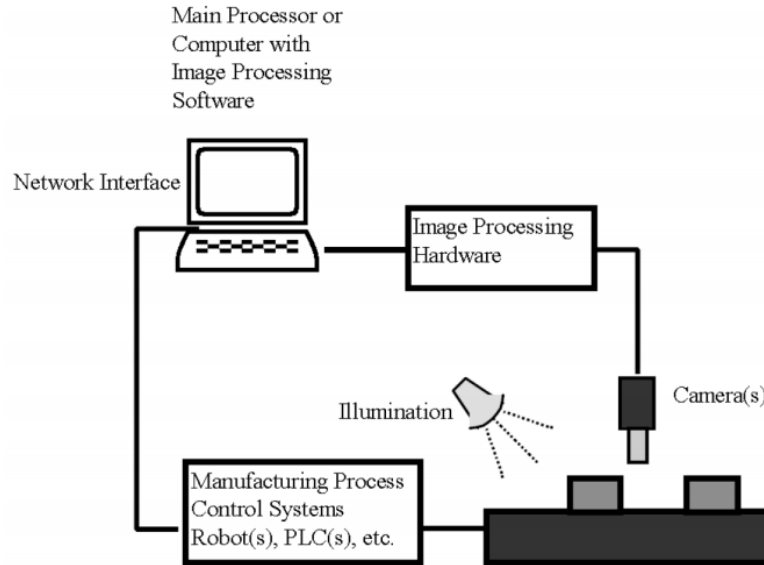 Main Processor or
Computer with
Image Processing
Software
Network Interface
Image Processing
Hardware
Illumination
Camera(s)
Manufacturing Process
Control Systems
Robot(s), PLC(s), etc.